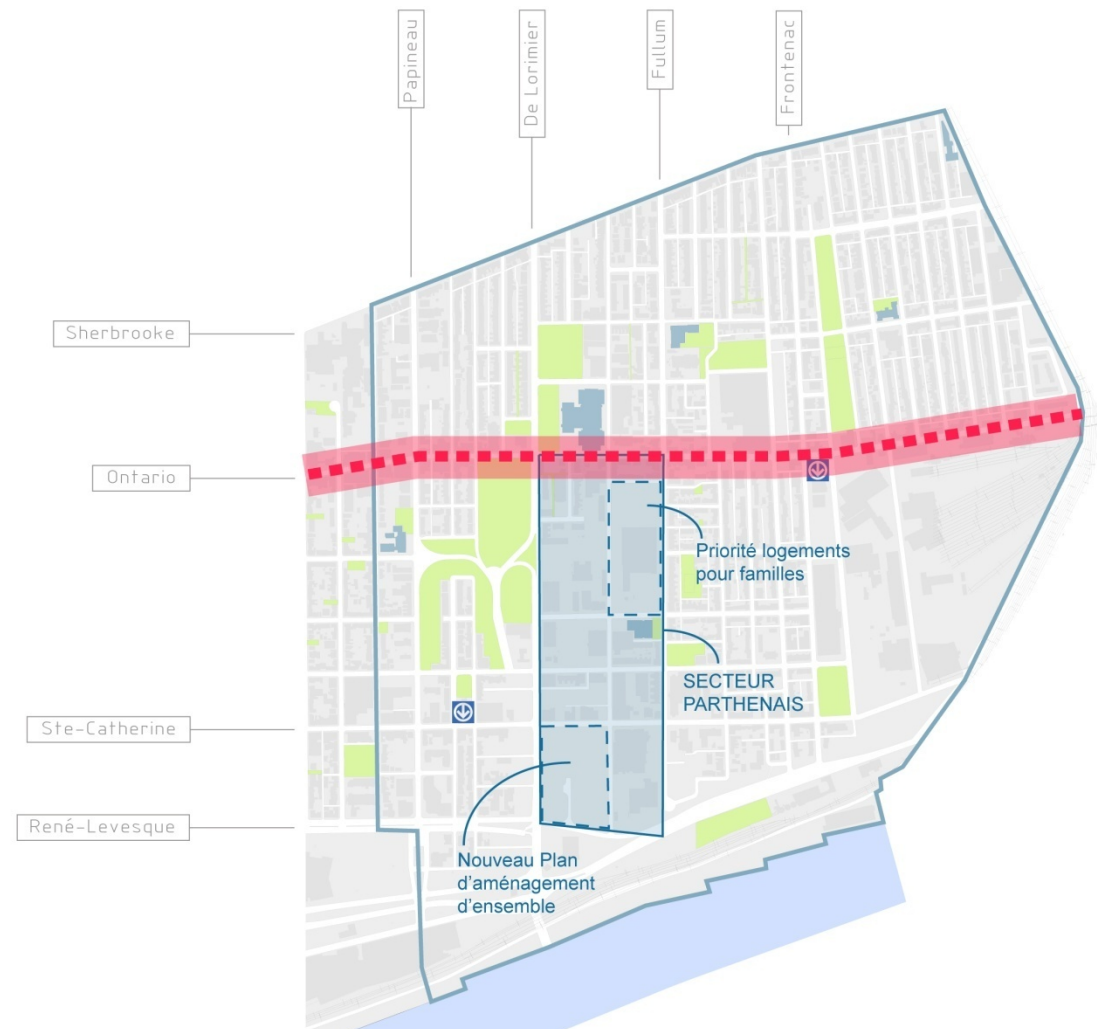 Papineau
De Lorimier
Fullum
Frontenac
Sherbrooke
Ontario
Priorité logements
pour familles
SECTEUR
PARTHENAIS
Ste-Catherine
René-Levesque
Nouveau Plan
d'aménagement
d'ensemble